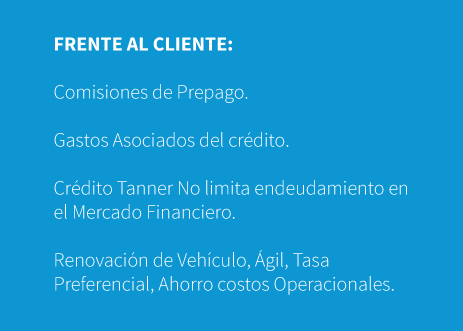 FRENTE AL CLIENTE:
Comisiones de Prepago.
Gastos Asociados del crédito.
Crédito Tanner No limita endeudamiento en
el Mercado Financiero.
Renovación de Vehículo, Ágil, Tasa
Preferencial, Ahorro costos Operacionales.